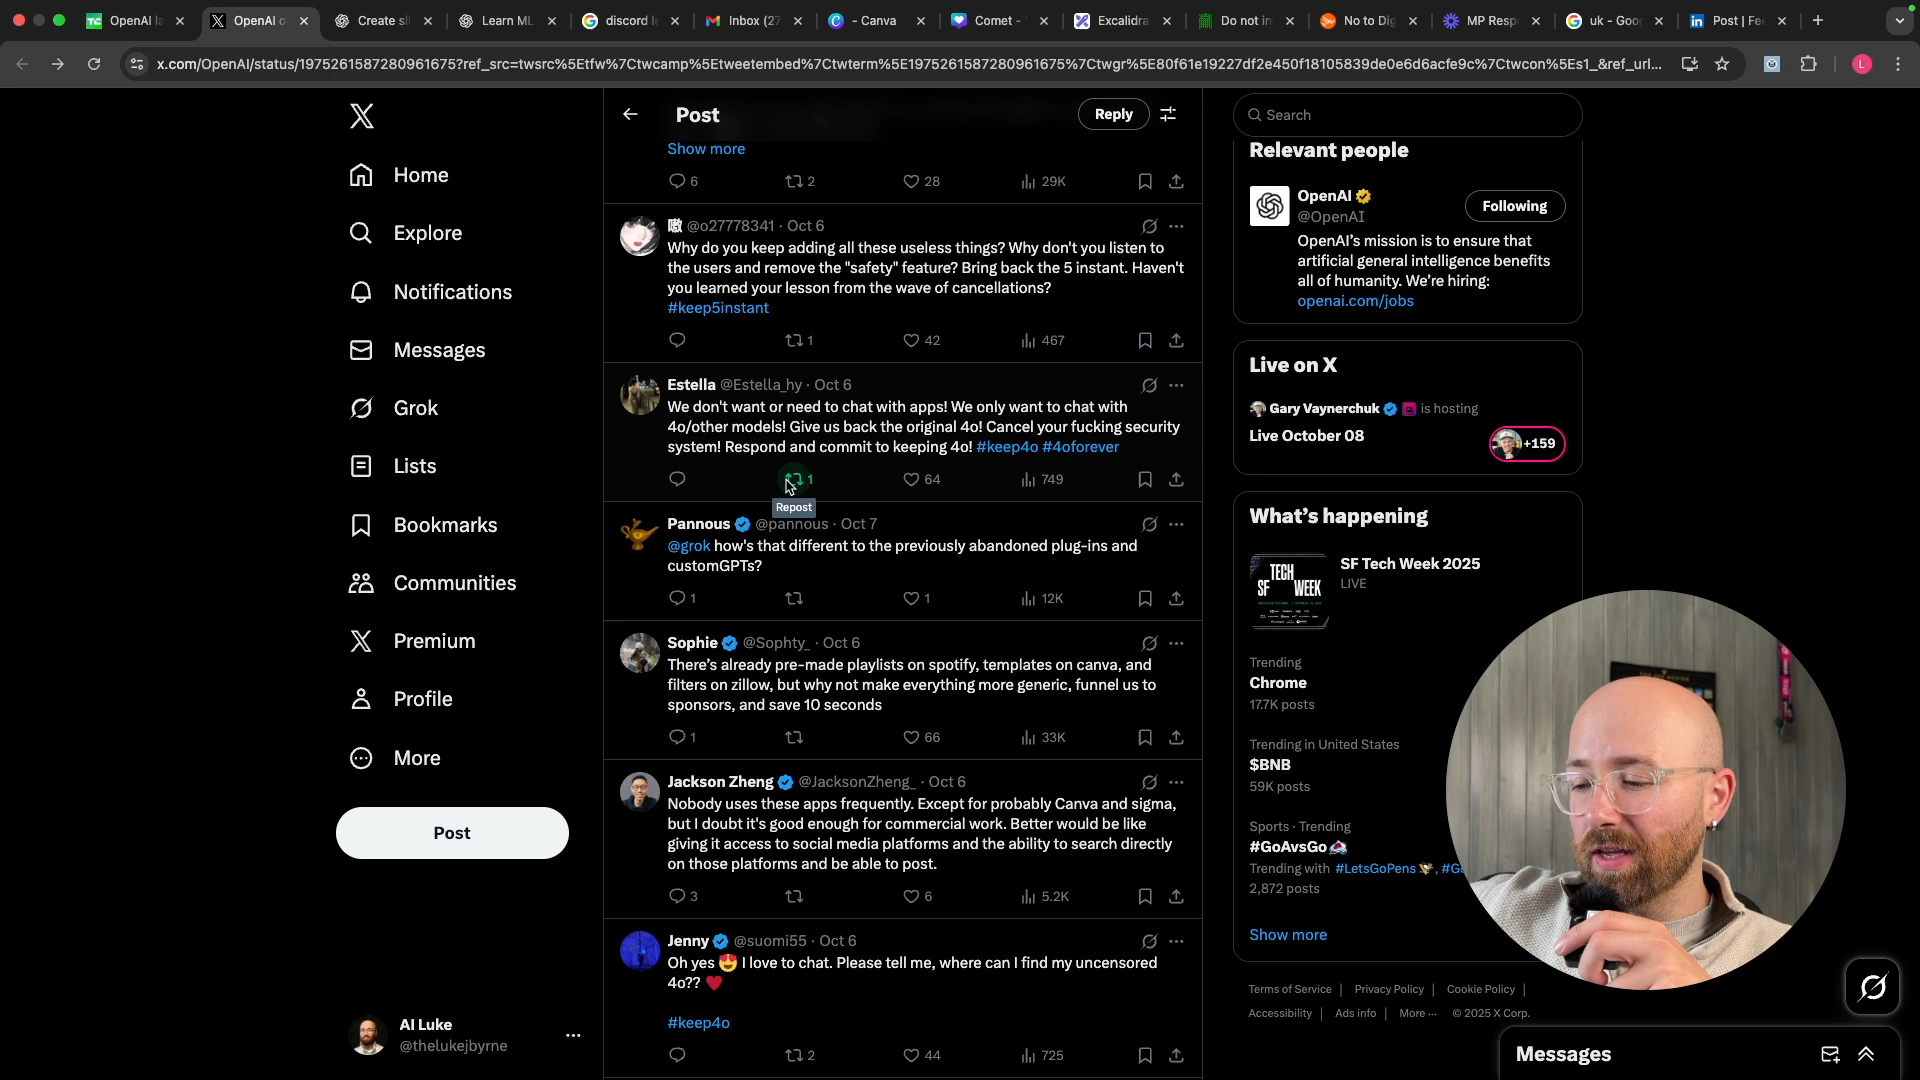 OpenAI la
OpenAI o
Create sli
Learn ML
discord l
Inbox (27
- Canva
Comet -
Excalidra
Do not in
No to Dig
MP Resp
uk - Goo
Post | Fe
x.com/OpenAI/status/1975261587280961675?ref_src=twsrc%5Etfw%7Ctwcamp%5Etweetembed%7Ctwterm%5E1975261587280961675%7Ctwgr%5E80f61e19227df2e450f18105839de0e6d6acfe9c%7Ctwcon%5Es1_&ref_url...
L
Home
Explore
Notifications
Messages
Grok
Lists
Bookmarks
Communities
Premium
Profile
More
Post
AI Luke
@thelukejbyrne
Post
Reply
Show more
6 2 28 29K
嗷 @o27778341 · Oct 6
Why do you keep adding all these useless things? Why don't you listen to
the users and remove the "safety" feature? Bring back the 5 instant. Haven't
you learned your lesson from the wave of cancellations?
#keep5instant
1 42 467
Estella @Estella_hy · Oct 6
We don't want or need to chat with apps! We only want to chat with
4o/other models! Give us back the original 4o! Cancel your fucking security
system! Respond and commit to keeping 4o! #keep4o #4oforever
1 64 749
Repost
Pannous @pannous · Oct 7
@grok how's that different to the previously abandoned plug-ins and
customGPTs?
1 1 12K
Sophie @Sophty_ · Oct 6
There's already pre-made playlists on spotify, templates on canva, and
filters on zillow, but why not make everything more generic, funnel us to
sponsors, and save 10 seconds
1 66 33K
Jackson Zheng @JacksonZheng_ · Oct 6
Nobody uses these apps frequently. Except for probably Canva and sigma,
but I doubt it's good enough for commercial work. Better would be like
giving it access to social media platforms and the ability to search directly
on those platforms and be able to post.
3 6 5.2K
Jenny @suomi55 · Oct 6
Oh yes 😍 I love to chat. Please tell me, where can I find my uncensored
4o?? ♥
#keep4o
2 44 725
Search
Relevant people
OpenAI
@OpenAI
Following
OpenAI's mission is to ensure that
artificial general intelligence benefits
all of humanity. We're hiring:
openai.com/jobs
Live on X
Gary Vaynerchuk is hosting
Live October 08
+159
What's happening
TECH
SF WEEK
SF Tech Week 2025
LIVE
Trending
Chrome
17.7K posts
Trending in United States
$BNB
59K posts
Sports · Trending
#GoAvsGo
Trending with #LetsGoPens , #G
2,872 posts
Show more
Terms of Service | Privacy Policy | Cookie Policy |
Accessibility | Ads info | More ··· © 2025 X Corp.
Messages